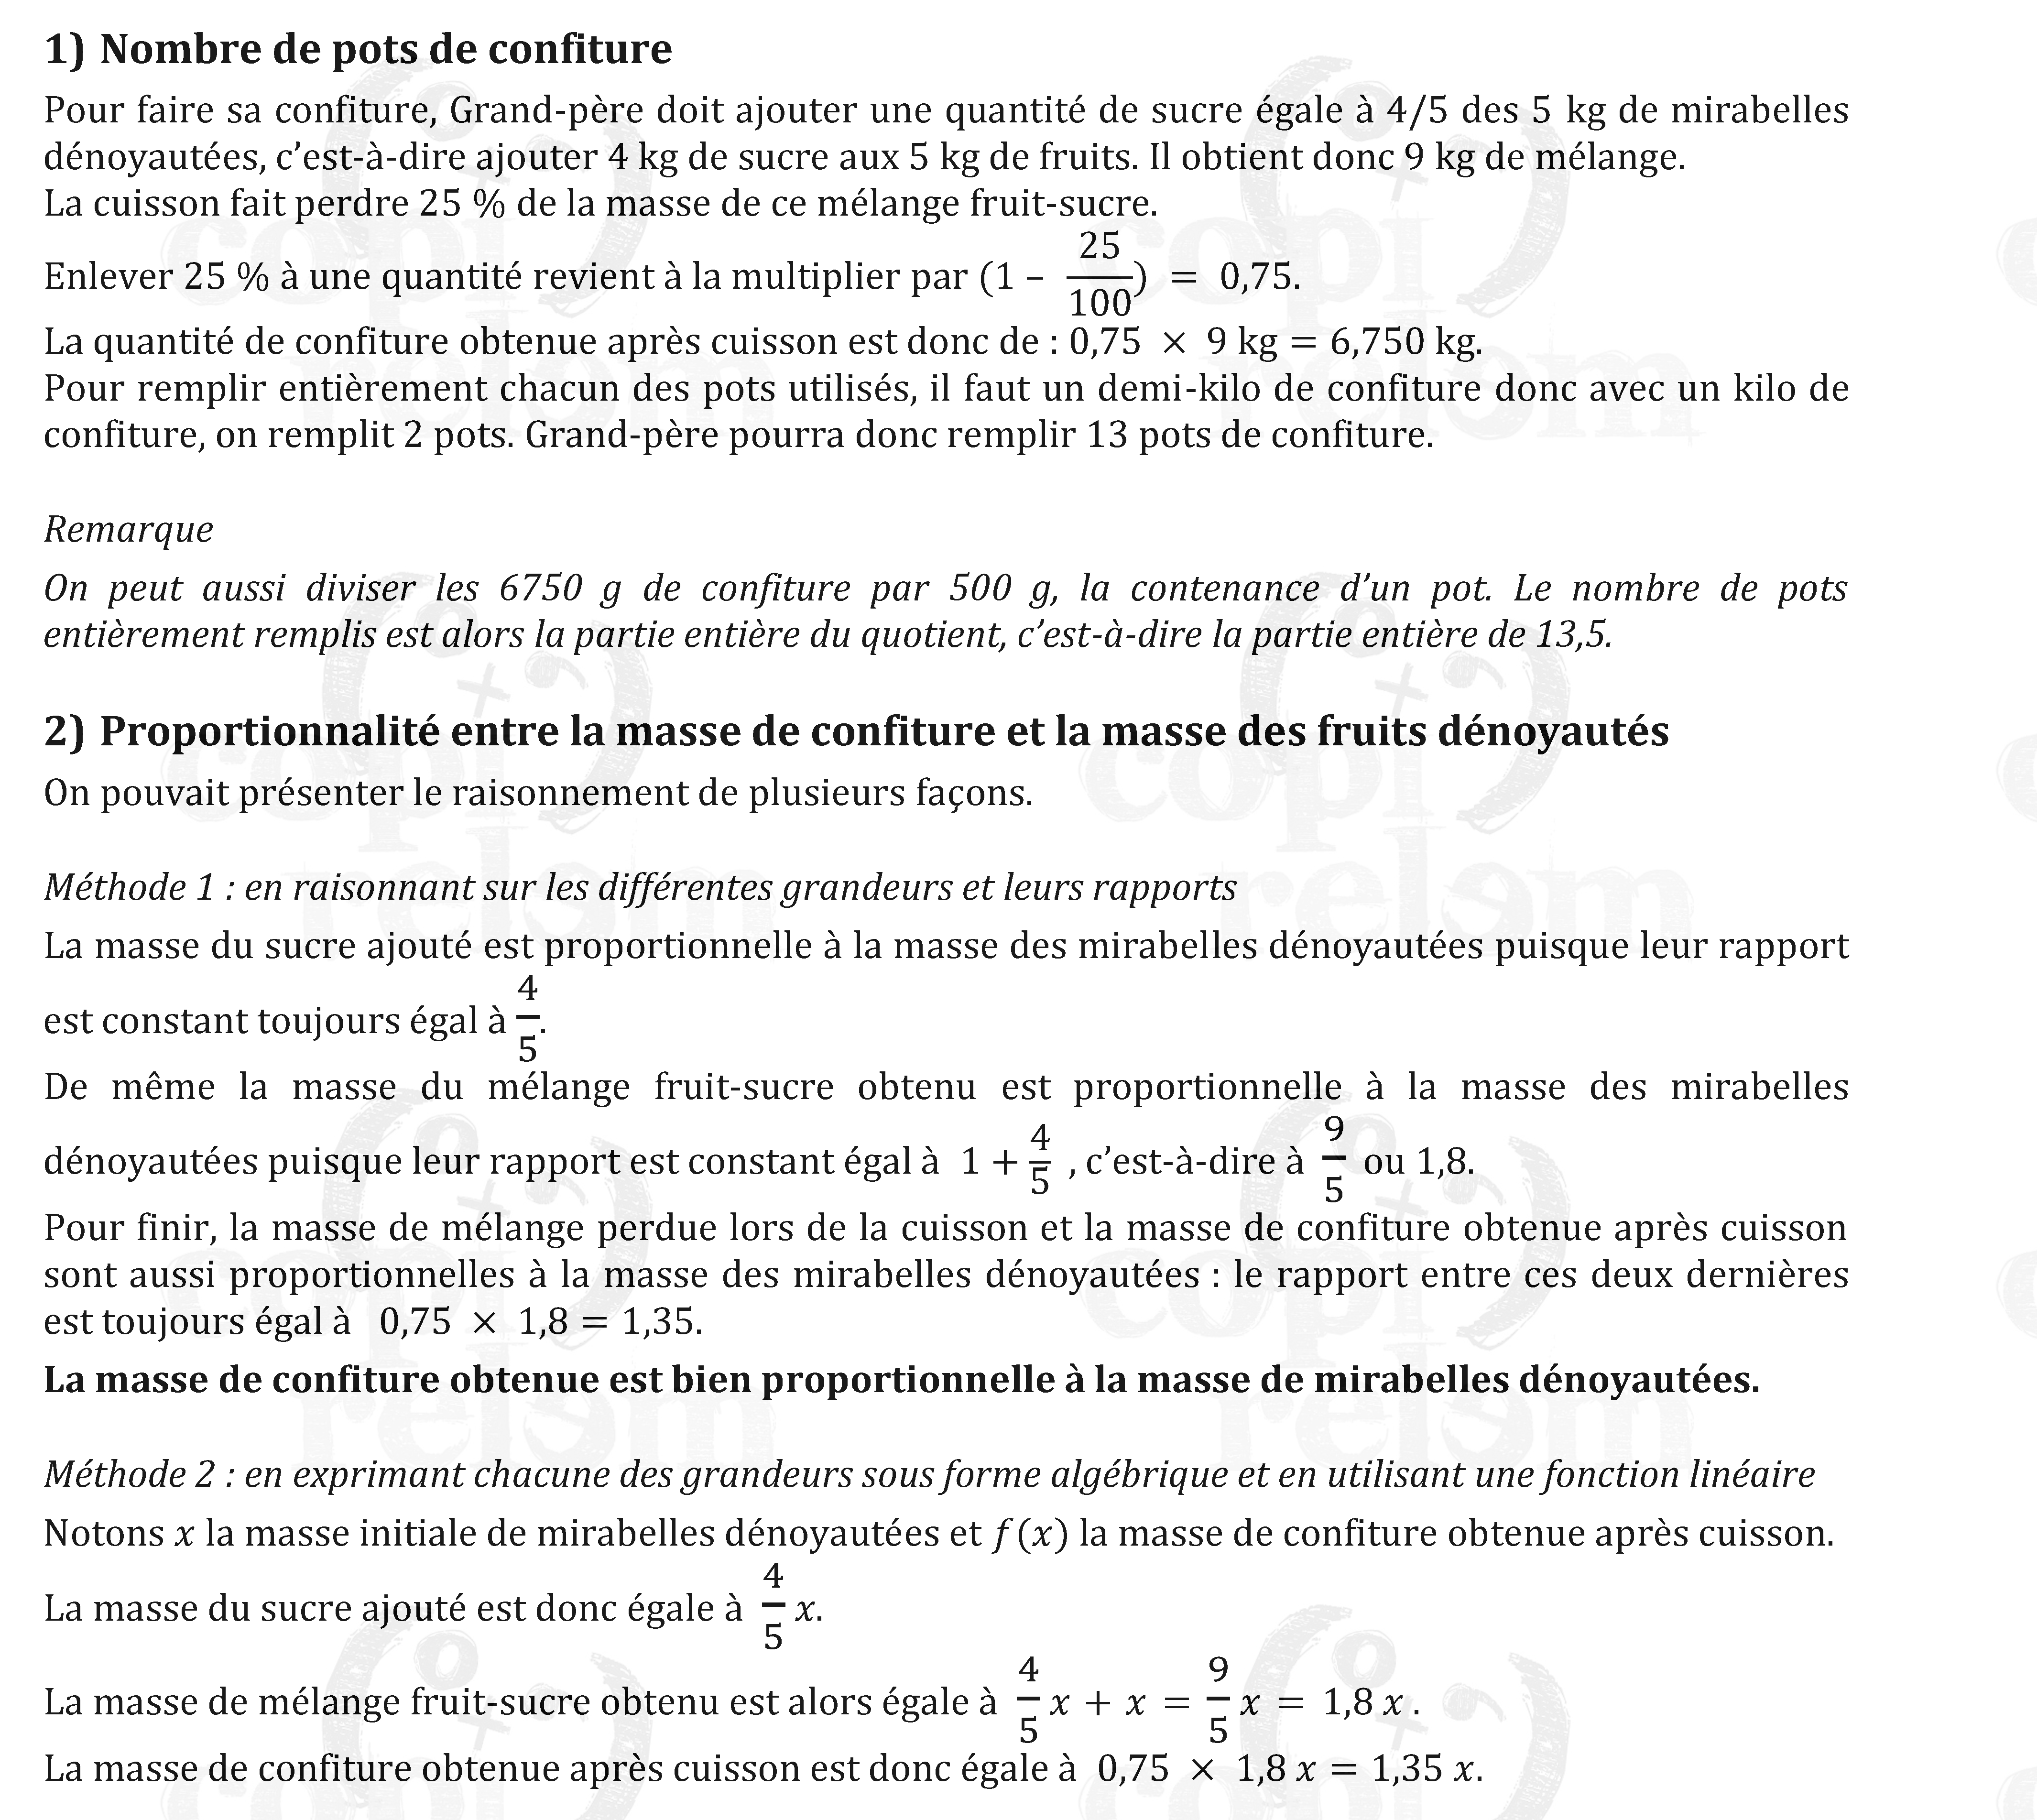 1) Nombre de pots de confiture
Pour faire sa confiture, Grand-père doit ajouter une quantité de sucre égale à 4/5 des 5 kg de mirabelles
dénoyautées, c’est-à-dire ajouter 4 kg de sucre aux 5 kg de fruits. Il obtient donc 9 kg de mélange.
La cuisson fait perdre 25 % de la masse de ce mélange fruit-sucre.
Enlever 25 % à une quantité revient à la multiplier par (1 – 25/100) = 0,75.
La quantité de confiture obtenue après cuisson est donc de : 0,75 × 9 kg = 6,750 kg.
Pour remplir entièrement chacun des pots utilisés, il faut un demi-kilo de confiture donc avec un kilo de
confiture, on remplit 2 pots. Grand-père pourra donc remplir 13 pots de confiture.
Remarque
On peut aussi diviser les 6750 g de confiture par 500 g, la contenance d’un pot. Le nombre de pots
entièrement remplis est alors la partie entière du quotient, c’est-à-dire la partie entière de 13,5.
2) Proportionnalité entre la masse de confiture et la masse des fruits dénoyautés
On pouvait présenter le raisonnement de plusieurs façons.
Méthode 1 : en raisonnant sur les différentes grandeurs et leurs rapports
La masse du sucre ajouté est proportionnelle à la masse des mirabelles dénoyautées puisque leur rapport
est constant toujours égal à 4/5.
De même la masse du mélange fruit-sucre obtenu est proportionnelle à la masse des mirabelles
dénoyautées puisque leur rapport est constant égal à 1 + 4/5 , c’est-à-dire à 9/5 ou 1,8.
Pour finir, la masse de mélange perdue lors de la cuisson et la masse de confiture obtenue après cuisson
sont aussi proportionnelles à la masse des mirabelles dénoyautées : le rapport entre ces deux dernières
est toujours égal à 0,75 × 1,8 = 1,35.
La masse de confiture obtenue est bien proportionnelle à la masse de mirabelles dénoyautées.
Méthode 2 : en exprimant chacune des grandeurs sous forme algébrique et en utilisant une fonction linéaire
Notons x la masse initiale de mirabelles dénoyautées et f (x) la masse de confiture obtenue après cuisson.
La masse du sucre ajouté est donc égale à 4/5 x.
La masse de mélange fruit-sucre obtenu est alors égale à 4/5 x + x = 9/5 x = 1,8 x .
La masse de confiture obtenue après cuisson est donc égale à 0,75 × 1,8 x = 1,35 x.